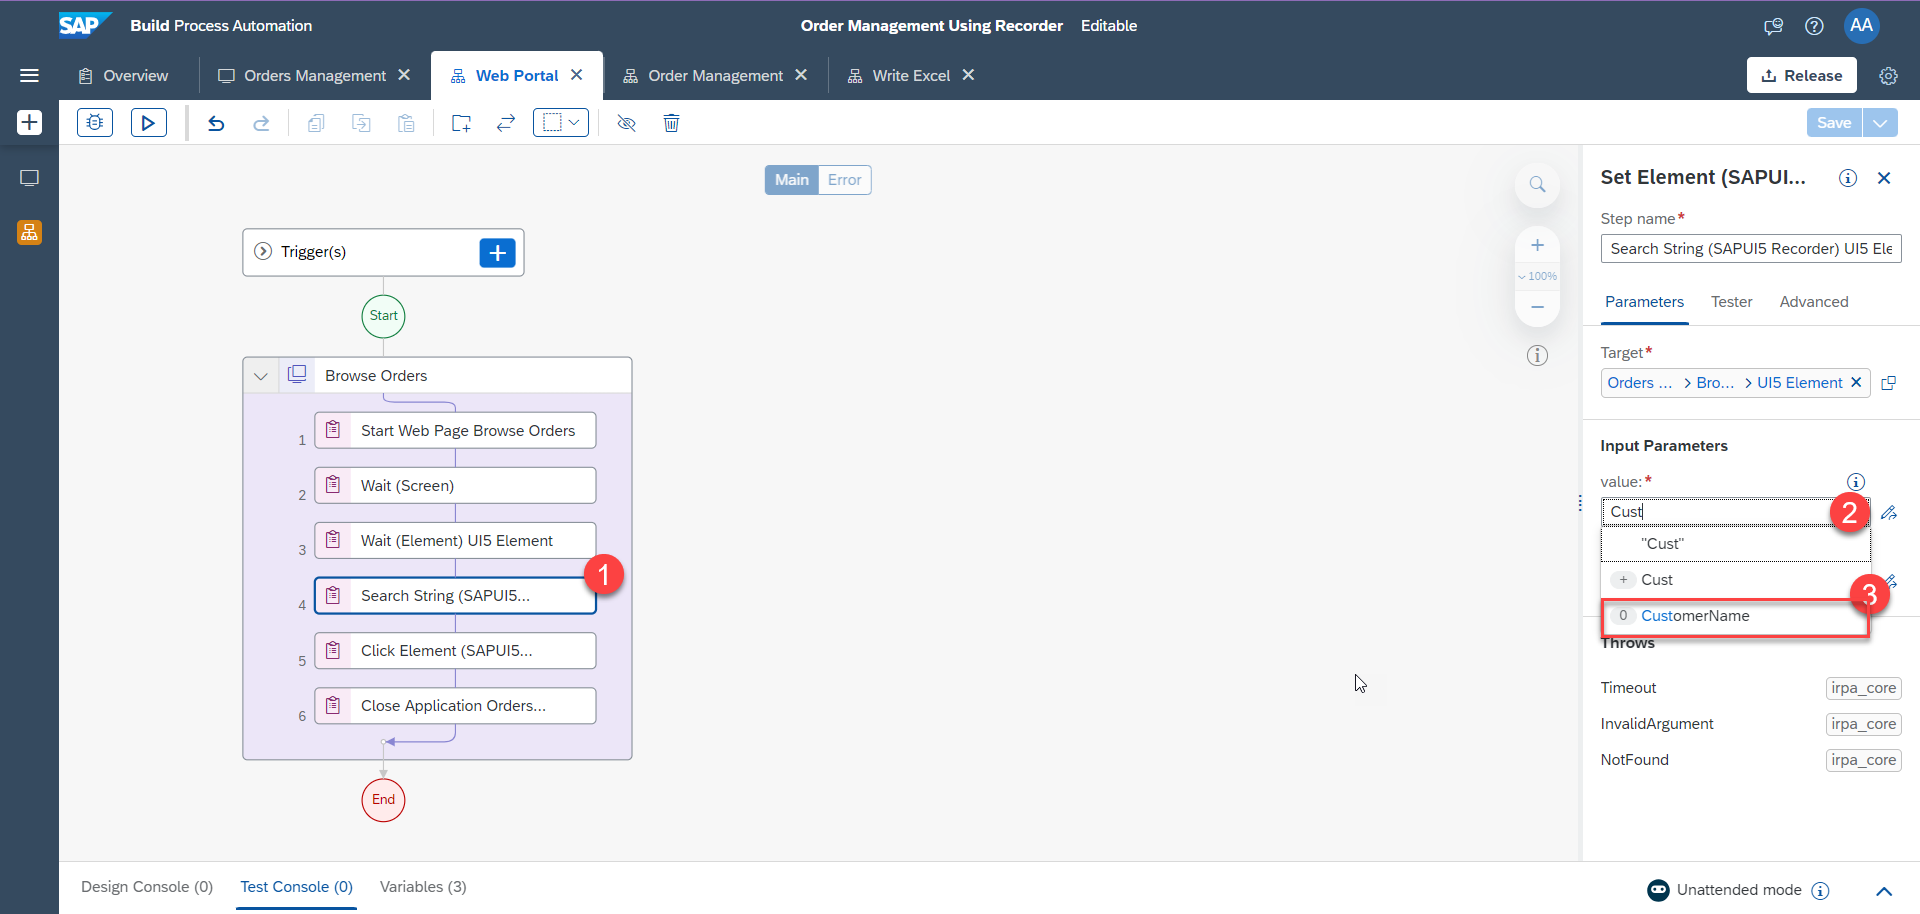 SAP Build Process Automation
Order Management Using Recorder Editable
AA
Overview
Orders Management
Web Portal
Order Management
Write Excel
Release
Save
Main
Error
100%
Trigger(s)
Start
Browse Orders
1
Start Web Page Browse Orders
2
Wait (Screen)
3
Wait (Element) UI5 Element
1
4
Search String (SAPUI5...
5
Click Element (SAPUI5...
6
Close Application Orders...
End
Set Element (SAPUI...
Step name*
Search String (SAPUI5 Recorder) UI5 Ele
Parameters
Tester
Advanced
Target*
Orders ... > Bro... > UI5 Element
Input Parameters
value:*
Cust
2
"Cust"
+ Cust
3
0 CustomerName
Throws
Timeout irpa_core
InvalidArgument irpa_core
NotFound irpa_core
Design Console (0)
Test Console (0)
Variables (3)
Unattended mode